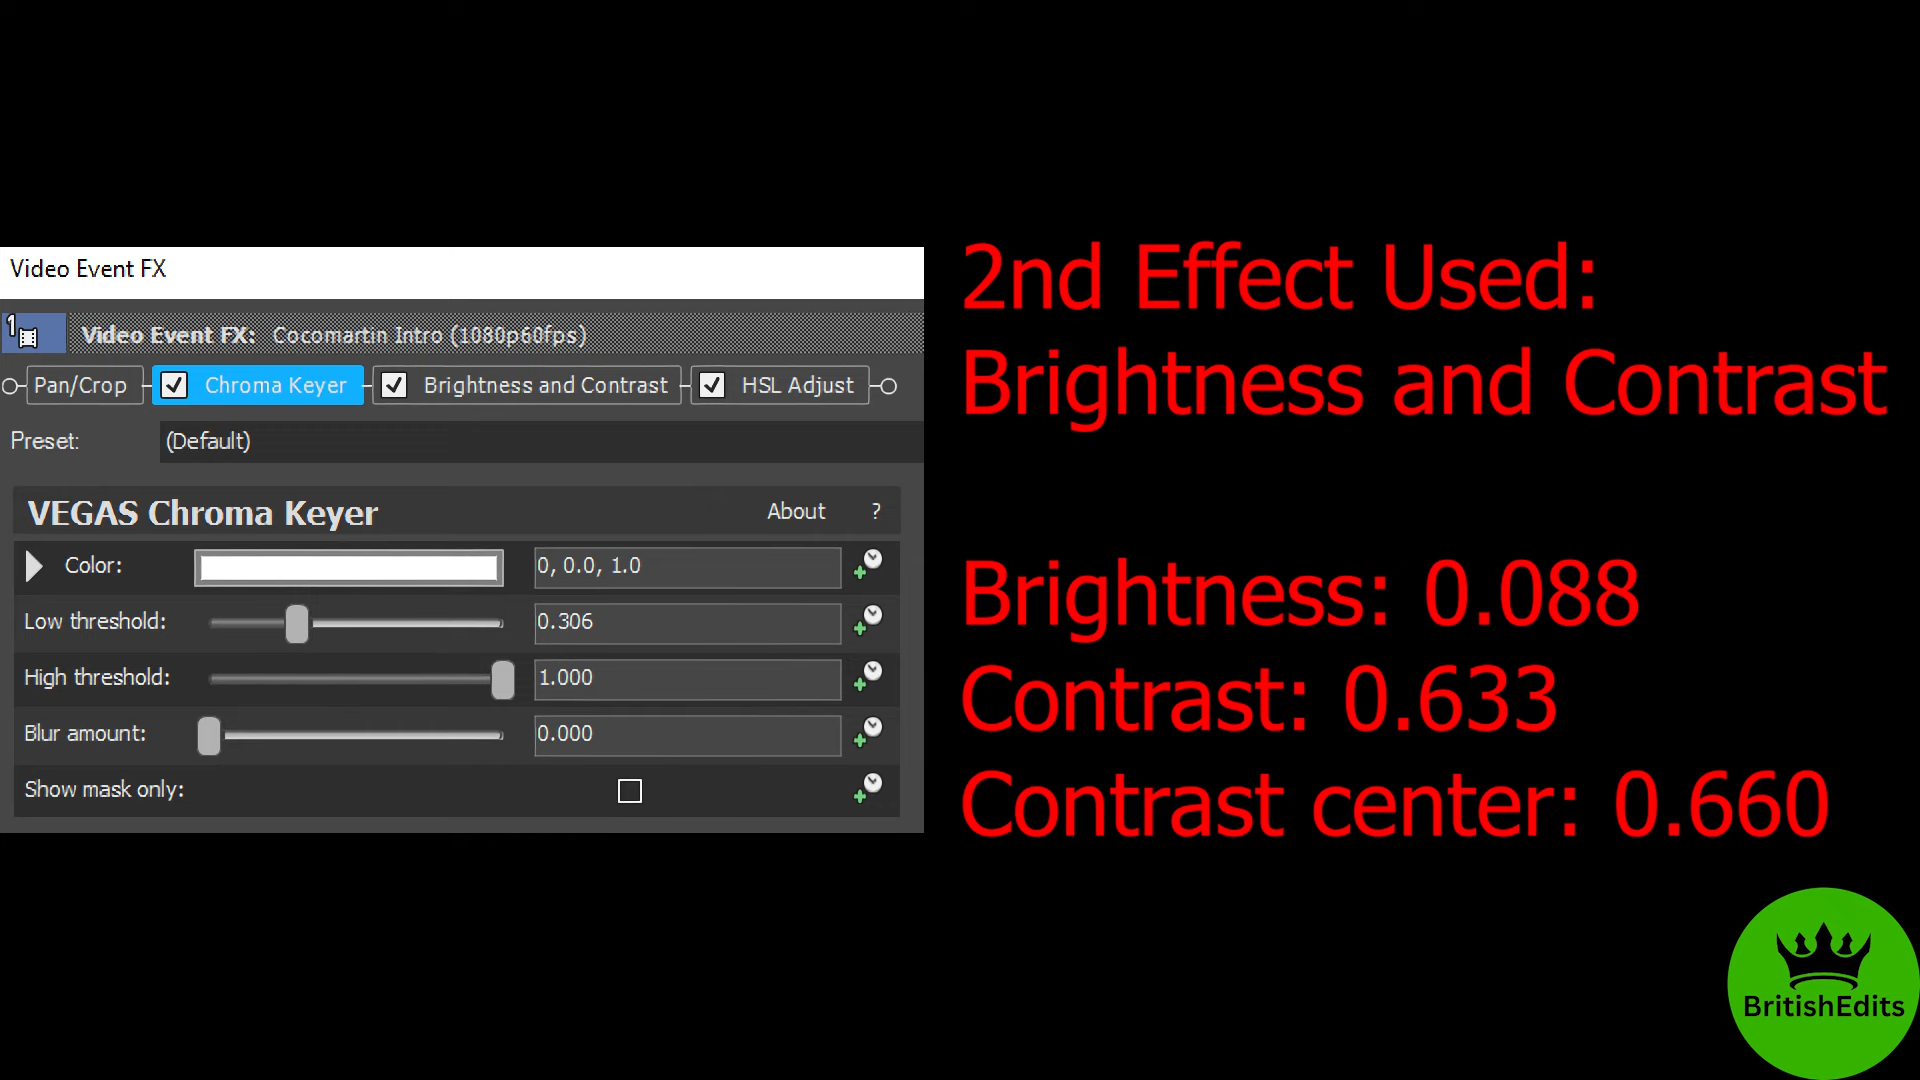 Video Event FX
1
Video Event FX: Cocomartin Intro (1080p60fps)
Pan/Crop Chroma Keyer Brightness and Contrast HSL Adjust
Preset: (Default)
VEGAS Chroma Keyer About ?
Color: 0, 0.0, 1.0
Low threshold: 0.306
High threshold: 1.000
Blur amount: 0.000
Show mask only:
2nd Effect Used:
Brightness and Contrast
Brightness: 0.088
Contrast: 0.633
Contrast center: 0.660
BritishEdits